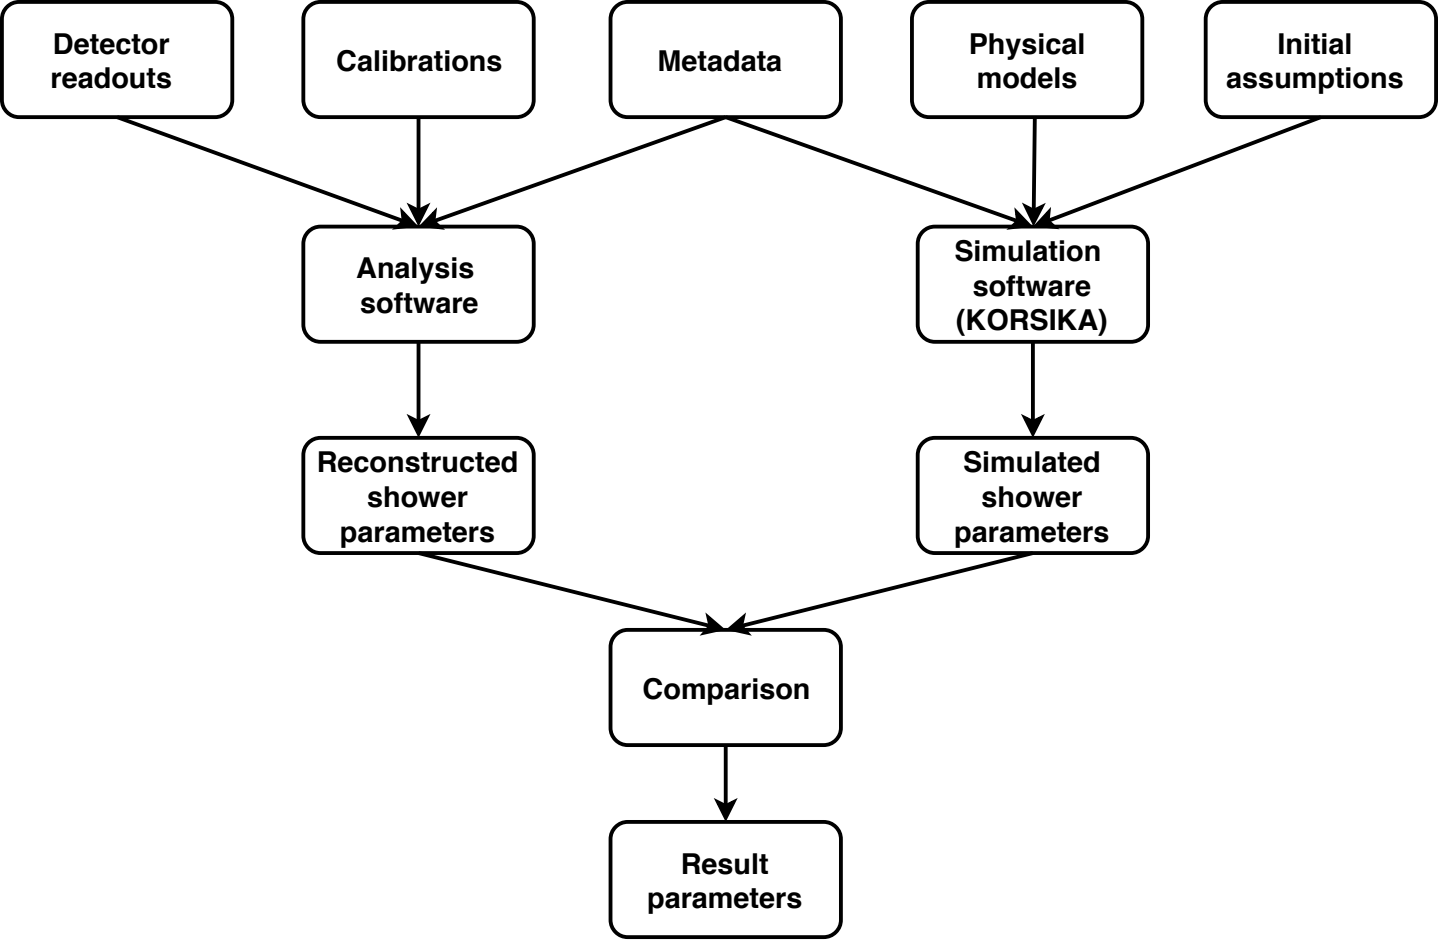 Detector
readouts
Calibrations
Metadata
Physical
models
Initial
assumptions
Analysis
software
Simulation
software
(KORSIKA)
Reconstructed
shower
parameters
Simulated
shower
parameters
Comparison
Result
parameters